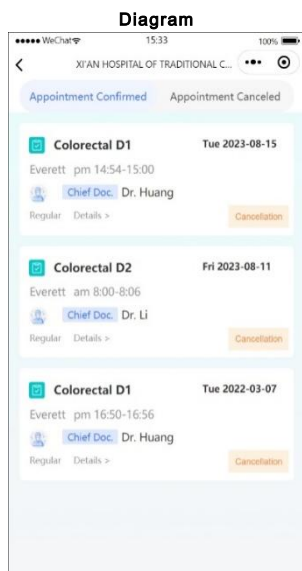 Diagram
WeChat 15:33 100%
XI'AN HOSPITAL OF TRADITIONAL C...
Appointment Confirmed Appointment Canceled
Colorectal D1 Tue 2023-08-15
Everett pm 14:54-15:00
Chief Doc. Dr. Huang
Regular Details > Cancellation
Colorectal D2 Fri 2023-08-11
Everett am 8:00-8:06
Chief Doc. Dr. Li
Regular Details > Cancellation
Colorectal D1 Tue 2022-03-07
Everett pm 16:50-16:56
Chief Doc. Dr. Huang
Regular Details > Cancellation